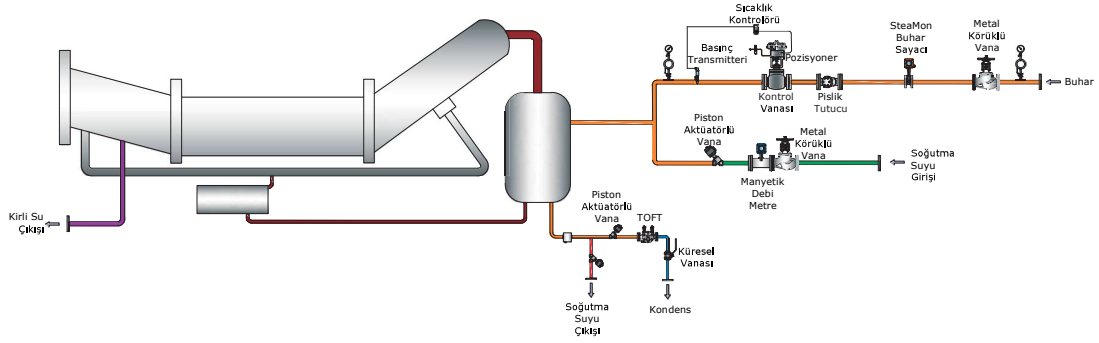 Sıcaklık
Kontrolörü
Basınç
Transmitteri
Pozisyoner
SteaMon
Buhar
Sayacı
Metal
Körüklü
Vana
Buhar
Kontrol
Vanası
Pislik
Tutucu
Piston
Aktüatörlü
Vana
Metal
Körüklü
Vana
Soğutma
Suyu
Girişi
Manyetik
Debi
Metre
Kirli Su
Çıkışı
Piston
Aktüatörlü
Vana
TOFT
Küresel
Vanası
Soğutma
Suyu
Çıkışı
Kondens